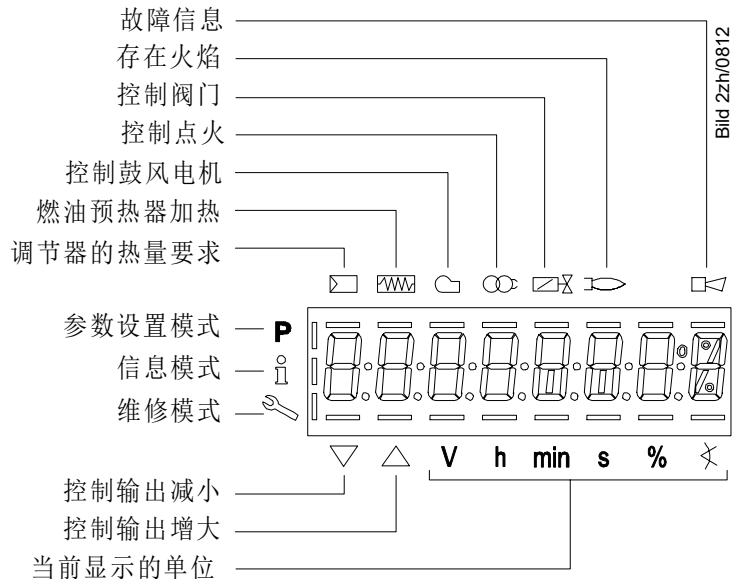 故障信息
存在火焰
控制阀门
控制点火
控制鼓风电机
燃油预热器加热
调节器的热量要求
参数设置模式 P
信息模式 i
维修模式
V h min s %
控制输出减小
控制输出增大
当前显示的单位
Bild 2zh/0812